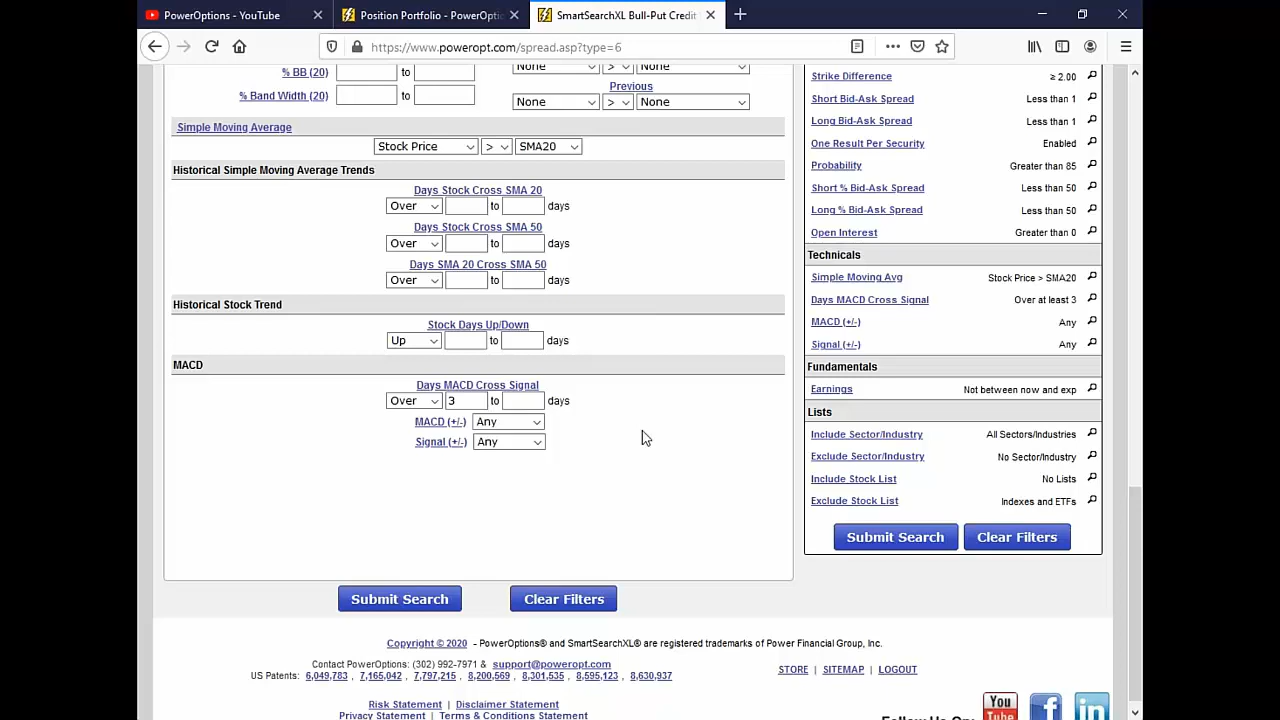 PowerOptions - YouTube
Position Portfolio - PowerOptio
SmartSearchXL Bull-Put Credit
https://www.poweropt.com/spread.asp?type=6
% BB (20) to None > None
Previous
% Band Width (20) to None > None
Simple Moving Average
Stock Price > SMA20
Historical Simple Moving Average Trends
Days Stock Cross SMA 20
Over to days
Days Stock Cross SMA 50
Over to days
Days SMA 20 Cross SMA 50
Over to days
Historical Stock Trend
Stock Days Up/Down
Up to days
MACD
Days MACD Cross Signal
Over 3 to days
MACD (+/-) Any
Signal (+/-) Any
Submit Search Clear Filters
Strike Difference ≥ 2.00
Short Bid-Ask Spread Less than 1
Long Bid-Ask Spread Less than 1
One Result Per Security Enabled
Probability Greater than 85
Short % Bid-Ask Spread Less than 50
Long % Bid-Ask Spread Less than 50
Open Interest Greater than 0
Technicals
Simple Moving Avg Stock Price > SMA20
Days MACD Cross Signal Over at least 3
MACD (+/-) Any
Signal (+/-) Any
Fundamentals
Earnings Not between now and exp
Lists
Include Sector/Industry All Sectors/Industries
Exclude Sector/Industry No Sector/Industry
Include Stock List No Lists
Exclude Stock List Indexes and ETFs
Submit Search Clear Filters
Copyright © 2020 - PowerOptions® and SmartSearchXL® are registered trademarks of Power Financial Group, Inc.
Contact PowerOptions: (302) 992-7971 & support@poweropt.com
US Patents: 6,049,783 , 7,165,042 , 7,797,215 , 8,200,569 , 8,301,535 , 8,595,123 , 8,630,937
STORE | SITEMAP | LOGOUT
Risk Statement | Disclaimer Statement
Privacy Statement | Terms & Conditions Statement
You
Tube
f
in